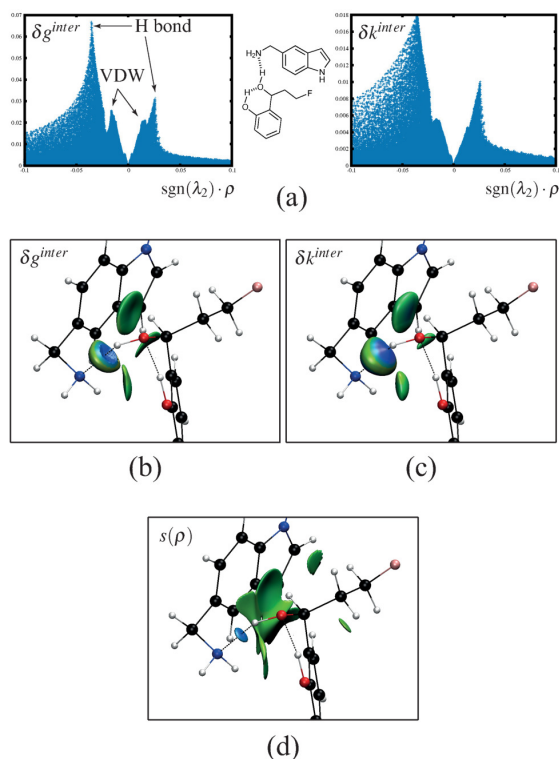 δg^inter
H bond
VDW
0.07
0.06
0.05
0.04
0.03
0.02
0.01
0
-0.1 -0.05 0 0.05 0.1
sgn(λ₂) · ρ
H₂N
N
H
H
H O
O
F
δk^inter
0.018
0.016
0.014
0.012
0.01
0.008
0.006
0.004
0.002
0
-0.1 -0.05 0 0.05 0.1
sgn(λ₂) · ρ
(a)
δg^inter
δk^inter
(b) (c)
s(ρ)
(d)